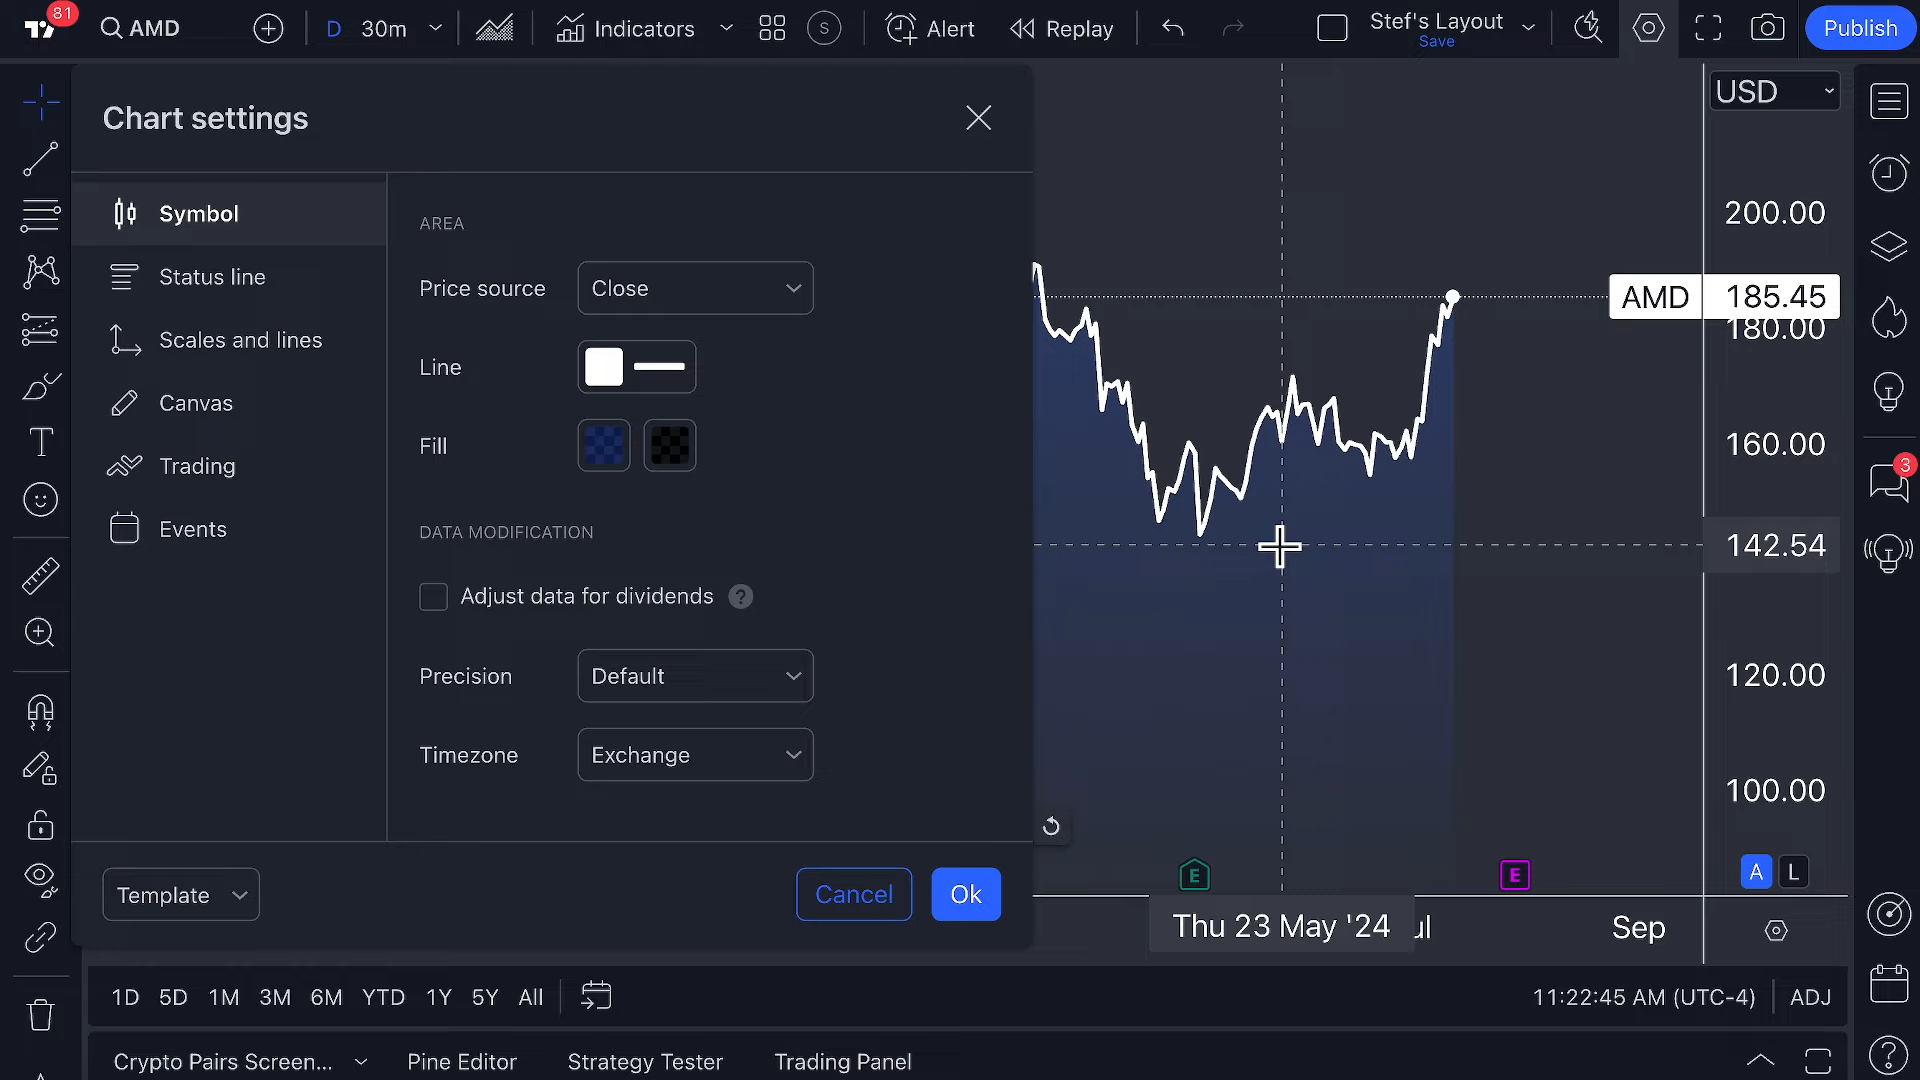 81
AMD
D 30m
Indicators
S
Alert
Replay
Stef's Layout
Save
Publish
Chart settings
USD
Symbol
Status line
Scales and lines
Canvas
Trading
Events
AREA
Price source Close
Line
Fill
DATA MODIFICATION
Adjust data for dividends ?
Precision Default
Timezone Exchange
Template
Cancel
Ok
200.00
AMD 185.45
180.00
160.00
3
142.54
120.00
100.00
E
E
A L
Thu 23 May '24
ul
Sep
1D 5D 1M 3M 6M YTD 1Y 5Y All
11:22:45 AM (UTC-4)
ADJ
Crypto Pairs Screen...
Pine Editor
Strategy Tester
Trading Panel
?